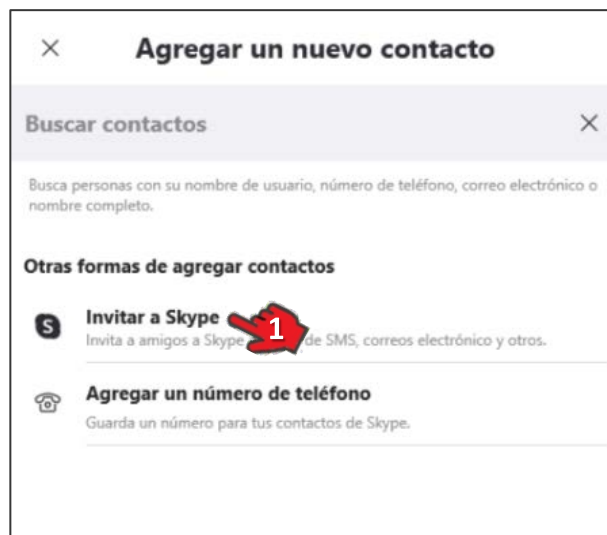 Agregar un nuevo contacto
Buscar contactos
Busca personas con su nombre de usuario, número de teléfono, correo electrónico o
nombre completo.
Otras formas de agregar contactos
Invitar a Skype
1
Invita a amigos a Skype de SMS, correos electrónico y otros.
Agregar un número de teléfono
Guarda un número para tus contactos de Skype.